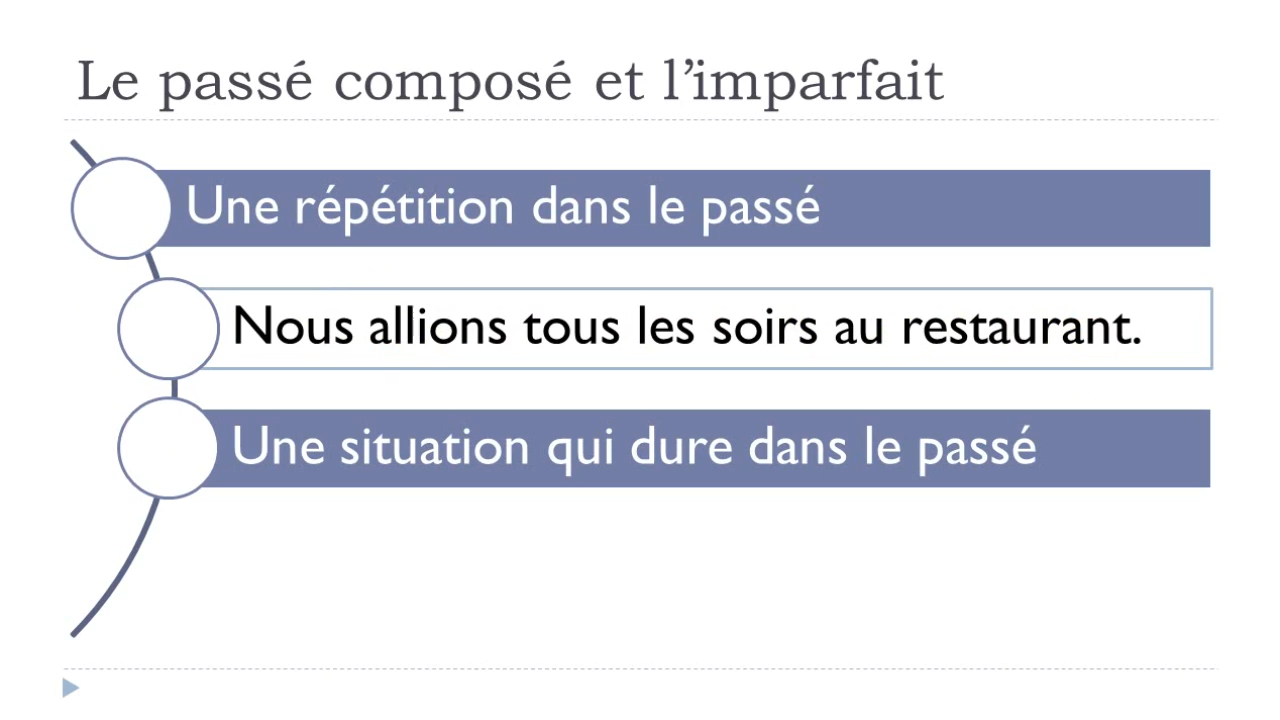 Le passé composé et l’imparfait
Une répétition dans le passé
Nous allions tous les soirs au restaurant.
Une situation qui dure dans le passé